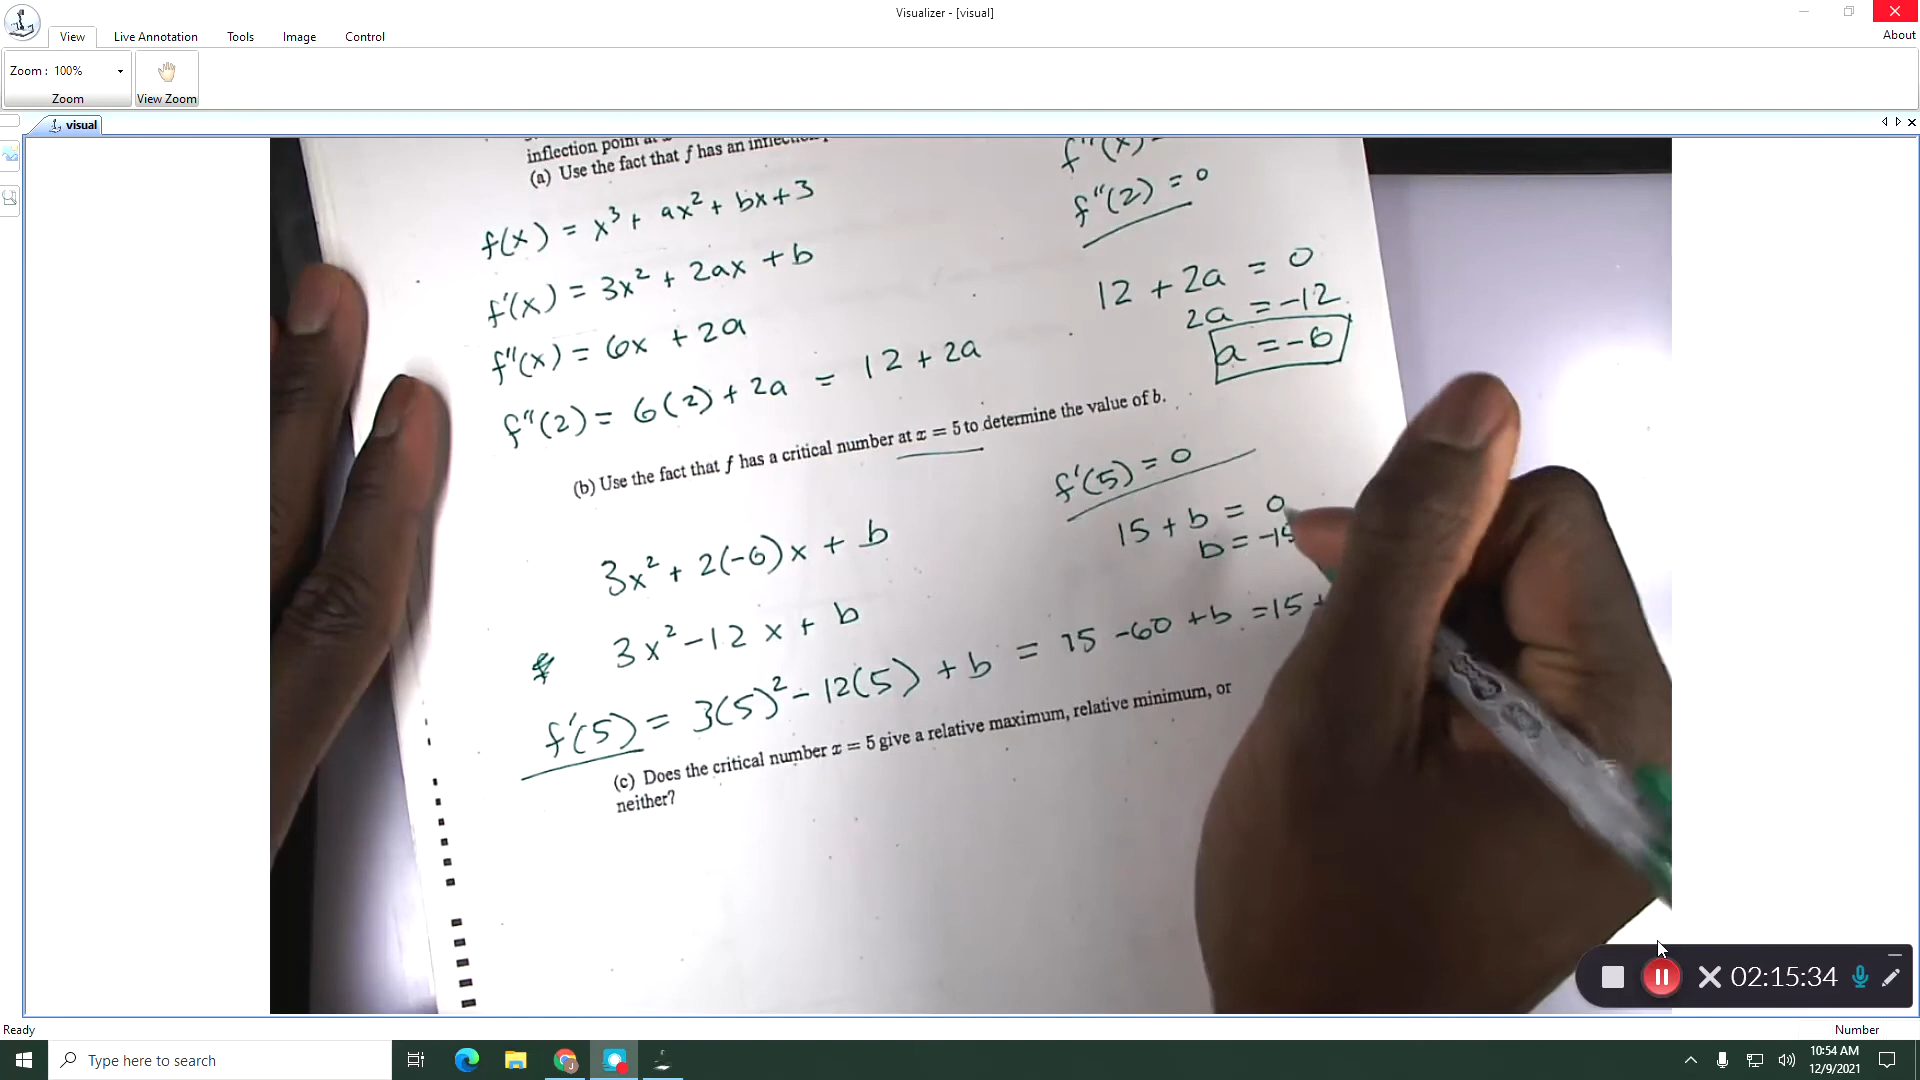 Visualizer - [visual]
View Live Annotation Tools Image Control About
Zoom : 100%
Zoom View Zoom
visual
inflection point at
(a) Use the fact that f has an inflection
f''(x)
f''(2) = 0
f(x) = x³ + ax² + bx + 3
f'(x) = 3x² + 2ax + b
f''(x) = 6x + 2a
f''(2) = 6(2) + 2a = 12 + 2a
12 + 2a = 0
2a = -12
a = -6
(b) Use the fact that f has a critical number at x = 5 to determine the value of b.
f'(5) = 0
15 + b = 0
b = -15
3x² + 2(-6)x + b
3x² - 12x + b
f'(5) = 3(5)² - 12(5) + b = 75 - 60 + b = 15 +
(c) Does the critical number x = 5 give a relative maximum, relative minimum, or
neither?
02:15:34
Ready Number
Type here to search
10:54 AM
12/9/2021